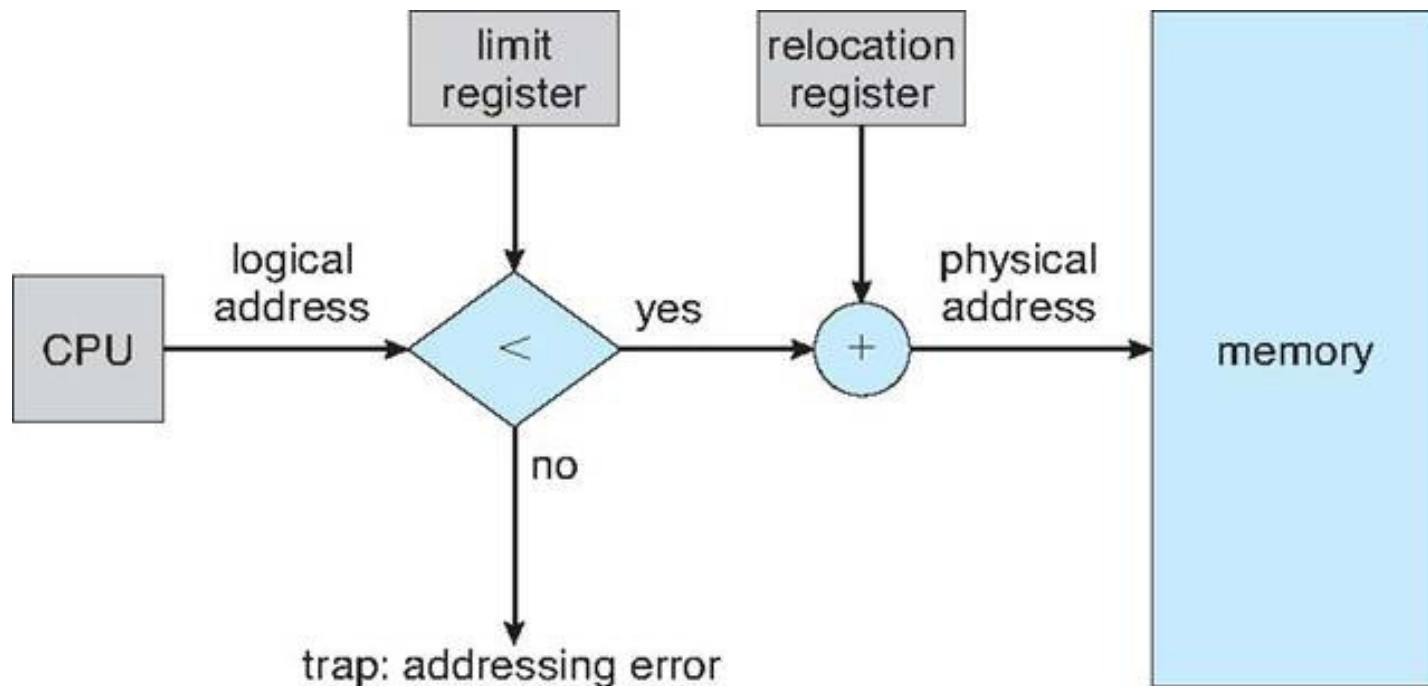 limit
register
relocation
register
logical
address
physical
address
CPU
<
yes
+
memory
no
trap: addressing error